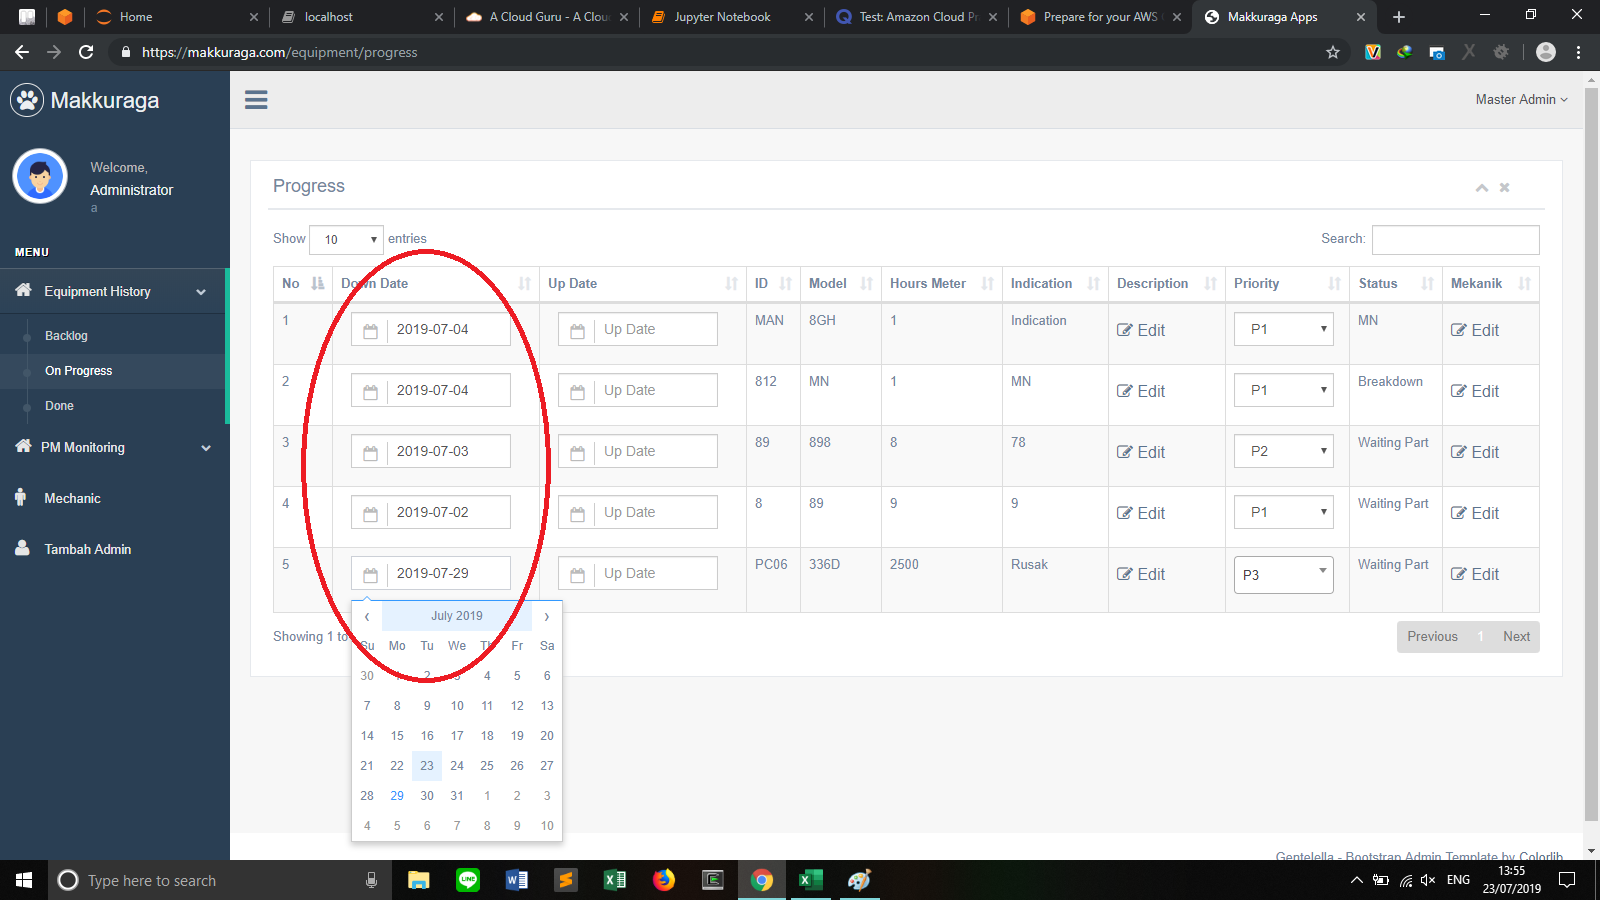 Home
localhost
A Cloud Guru - A Clou
Jupyter Notebook
Test: Amazon Cloud Pr
Prepare for your AWS
Makkuraga Apps
https://makkuraga.com/equipment/progress
Makkuraga
Master Admin
Welcome,
Administrator
a
MENU
Equipment History
Backlog
On Progress
Done
PM Monitoring
Mechanic
Tambah Admin
Progress
Show 10 entries
Search:
No Down Date Up Date ID Model Hours Meter Indication Description Priority Status Mekanik
1 2019-07-04 Up Date MAN 8GH 1 Indication Edit P1 MN Edit
2 2019-07-04 Up Date 812 MN 1 MN Edit P1 Breakdown Edit
3 2019-07-03 Up Date 89 898 8 78 Edit P2 Waiting Part Edit
4 2019-07-02 Up Date 8 89 9 9 Edit P1 Waiting Part Edit
5 2019-07-29 Up Date PC06 336D 2500 Rusak Edit P3 Waiting Part Edit
Showing 1 to
Previous 1 Next
‹ July 2019 ›
Su Mo Tu We Th Fr Sa
30 1 2 3 4 5 6
7 8 9 10 11 12 13
14 15 16 17 18 19 20
21 22 23 24 25 26 27
28 29 30 31 1 2 3
4 5 6 7 8 9 10
Gentelella - Bootstrap Admin Template by Colorlib
Type here to search
ENG
13:55
23/07/2019